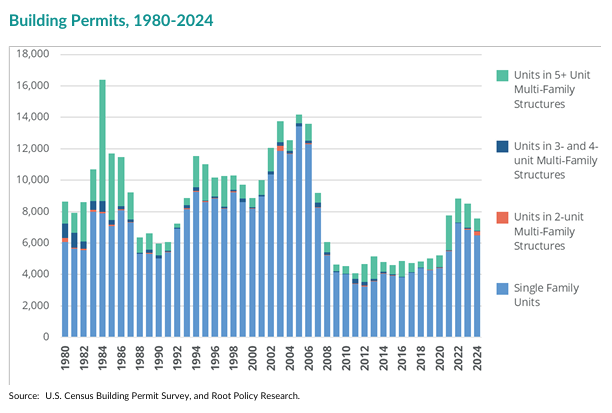 Building Permits, 1980-2024
18,000
16,000
14,000
12,000
10,000
8,000
6,000
4,000
2,000
0
1980
1982
1984
1986
1988
1990
1992
1994
1996
1998
2000
2002
2004
2006
2008
2010
2012
2014
2016
2018
2020
2022
2024
Units in 5+ Unit
Multi-Family
Structures
Units in 3- and 4-
unit Multi-Family
Structures
Units in 2-unit
Multi-Family
Structures
Single Family
Units
Source: U.S. Census Building Permit Survey, and Root Policy Research.